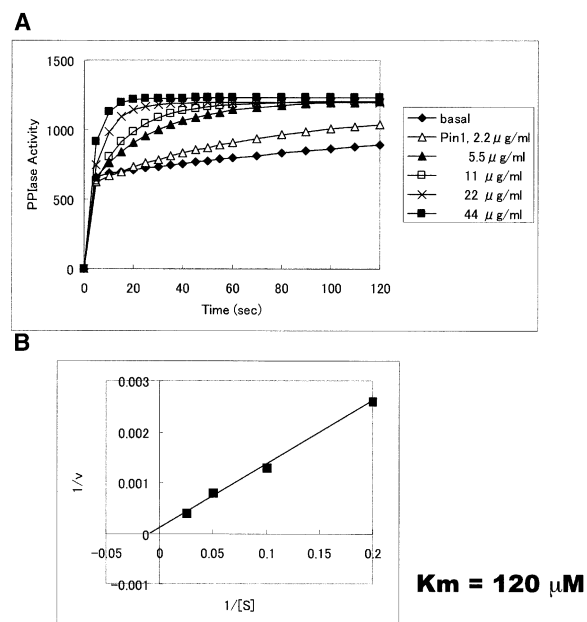 A
1500
1000
500
0
PPIase Activity
0 20 40 60 80 100 120
Time (sec)
basal
Pin1, 2.2 μg/ml
5.5 μg/ml
11 μg/ml
22 μg/ml
44 μg/ml
B
0.003
0.002
0.001
0
-0.001
1/v
-0.05 0 0.05 0.1 0.15 0.2
1/[S]
Km = 120 μM